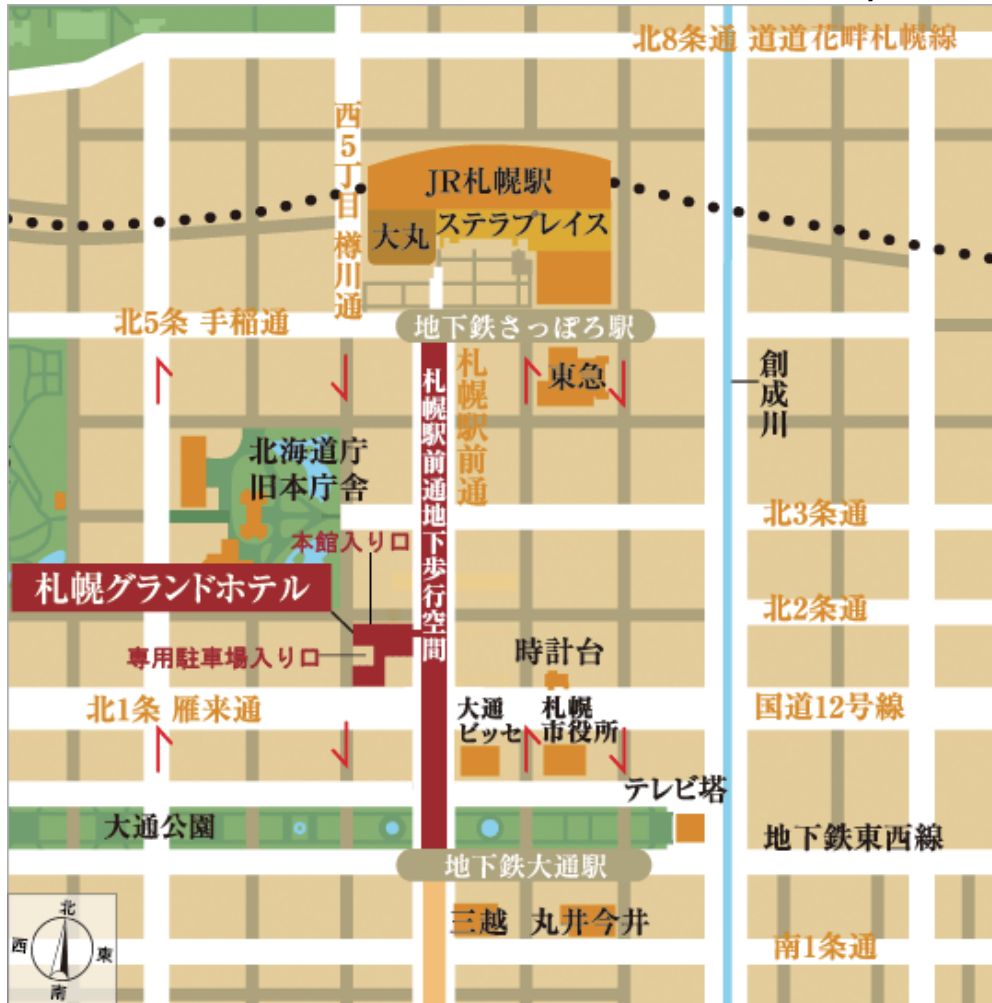 北8条通 道道花畔札幌線
西5丁目 樽川通
JR札幌駅
大丸
ステラプレイス
北5条 手稲通
地下鉄さっぽろ駅
札幌駅前通地下歩行空間
札幌駅前通
東急
創成川
北海道庁
旧本庁舎
北3条通
本館入り口
札幌グランドホテル
北2条通
専用駐車場入り口
時計台
北1条 雁来通
大通
ビッセ
札幌
市役所
国道12号線
テレビ塔
大通公園
地下鉄東西線
地下鉄大通駅
三越
丸井今井
南1条通
北
西
東
南